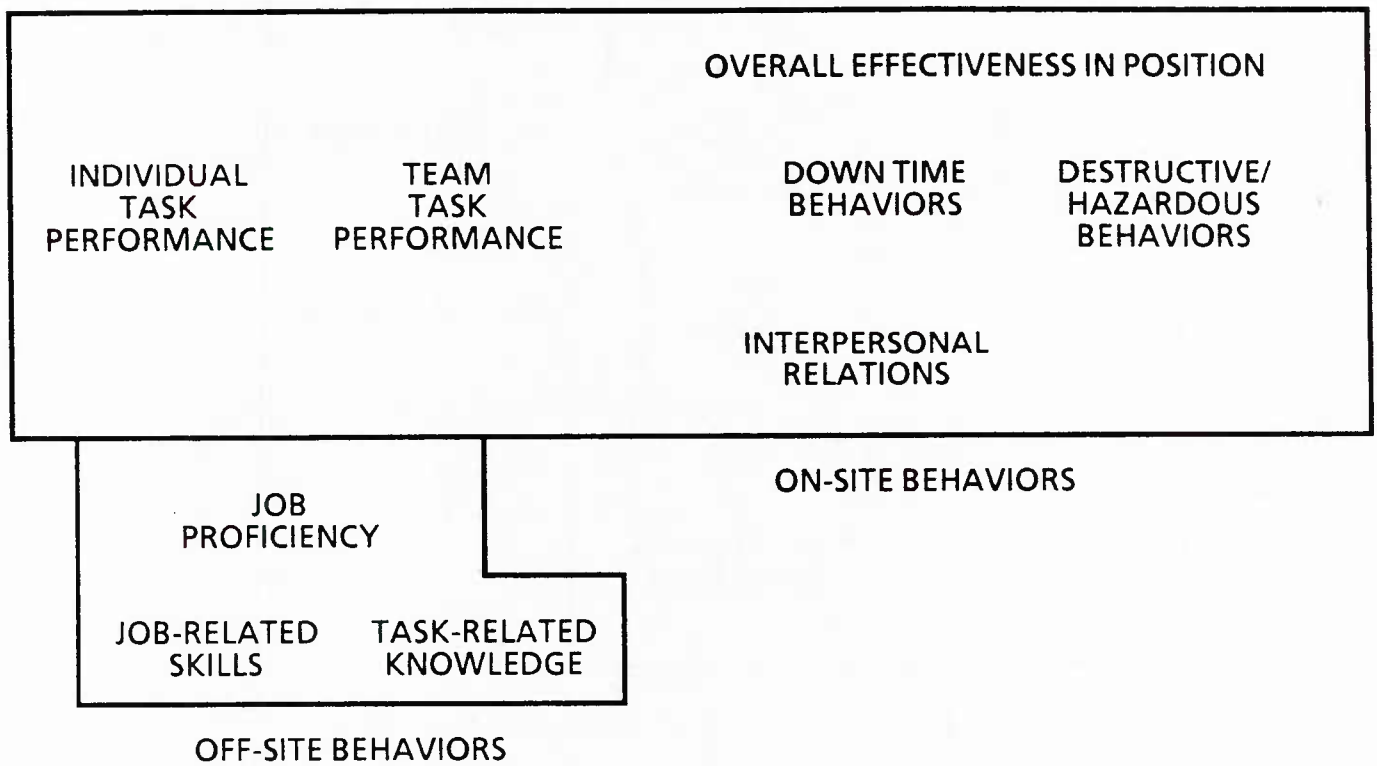 OVERALL EFFECTIVENESS IN POSITION
INDIVIDUAL
TASK
PERFORMANCE
TEAM
TASK
PERFORMANCE
DOWN TIME
BEHAVIORS
DESTRUCTIVE/
HAZARDOUS
BEHAVIORS
INTERPERSONAL
RELATIONS
ON-SITE BEHAVIORS
JOB
PROFICIENCY
JOB-RELATED
SKILLS
TASK-RELATED
KNOWLEDGE
OFF-SITE BEHAVIORS